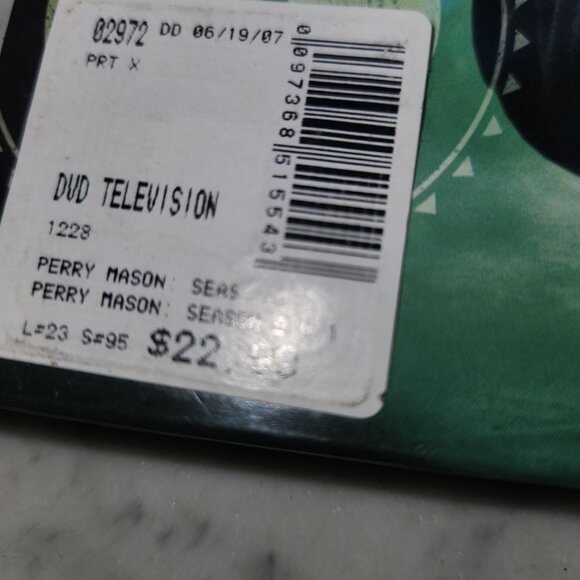 02972 DD 06/19/07
PRT X
0 097368 515543
DVD TELEVISION
1228
PERRY MASON: SEAS
PERRY MASON: SEASON
L#23 S#95 $22.